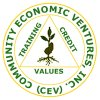 COMMUNITY ECONOMIC VENTURES, INC.
(CEV)
TRAINING
CREDIT
VALUES